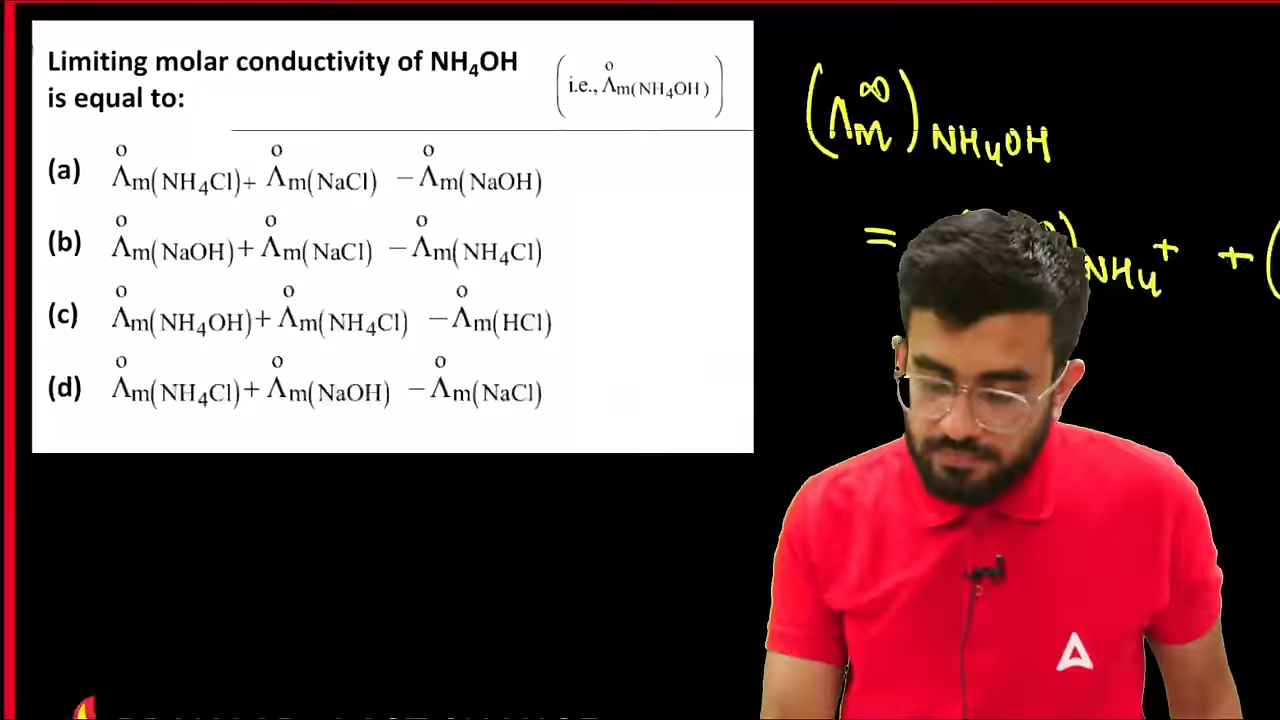 Limiting molar conductivity of NH₄OH
is equal to:
(i.e., Λ̊m(NH₄OH))
(a) Λ̊m(NH₄Cl)+ Λ̊m(NaCl) −Λ̊m(NaOH)
(b) Λ̊m(NaOH)+ Λ̊m(NaCl) −Λ̊m(NH₄Cl)
(c) Λ̊m(NH₄OH)+ Λ̊m(NH₄Cl) −Λ̊m(HCl)
(d) Λ̊m(NH₄Cl)+ Λ̊m(NaOH) −Λ̊m(NaCl)
(Λm^∞) NH₄OH
= ) NH₄⁺ + (